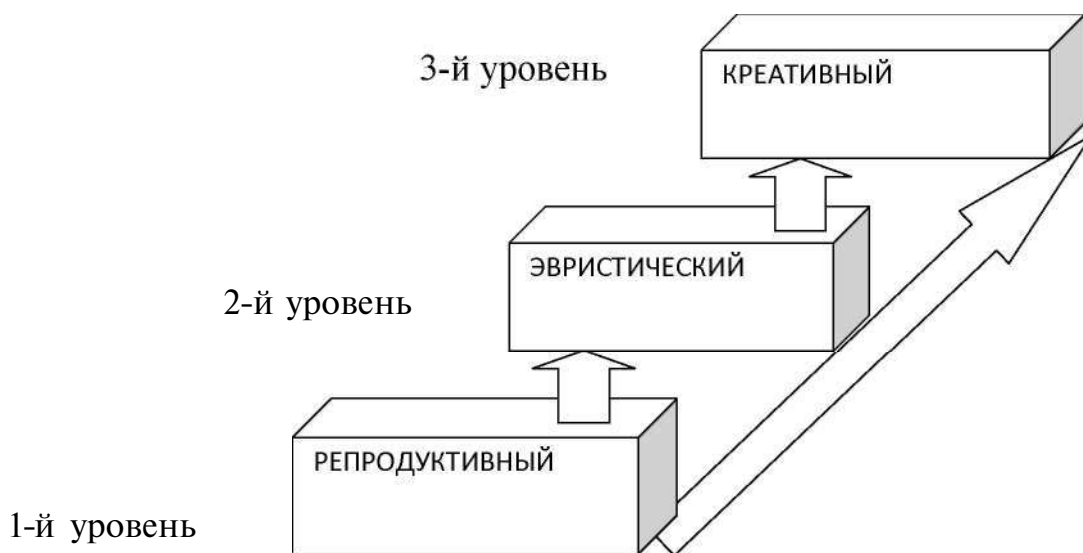 3-й уровень
КРЕАТИВНЫЙ
ЭВРИСТИЧЕСКИЙ
2-й уровень
РЕПРОДУКТИВНЫЙ
1-й уровень